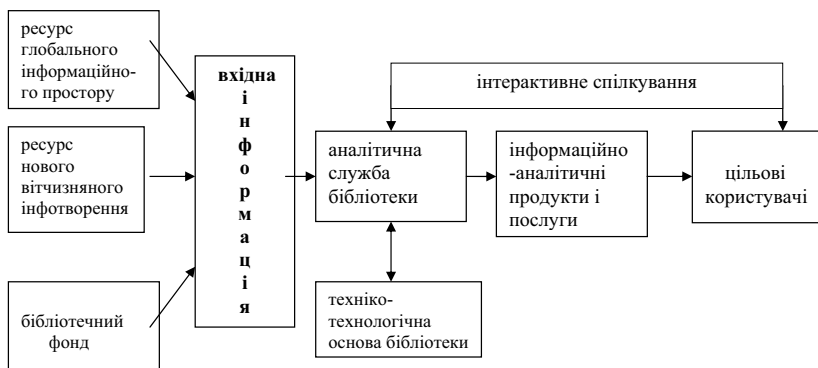 ресурс
глобального
інформаційно-
го простору
ресурс
нового
вітчизняного
інфотворення
бібліотечний
фонд
вхідна
і
н
ф
о
р
м
а
ц
і
я
інтерактивне спілкування
аналітична
служба
бібліотеки
інформаційно
-аналітичні
продукти і
послуги
цільові
користувачі
техніко-
технологічна
основа бібліотеки